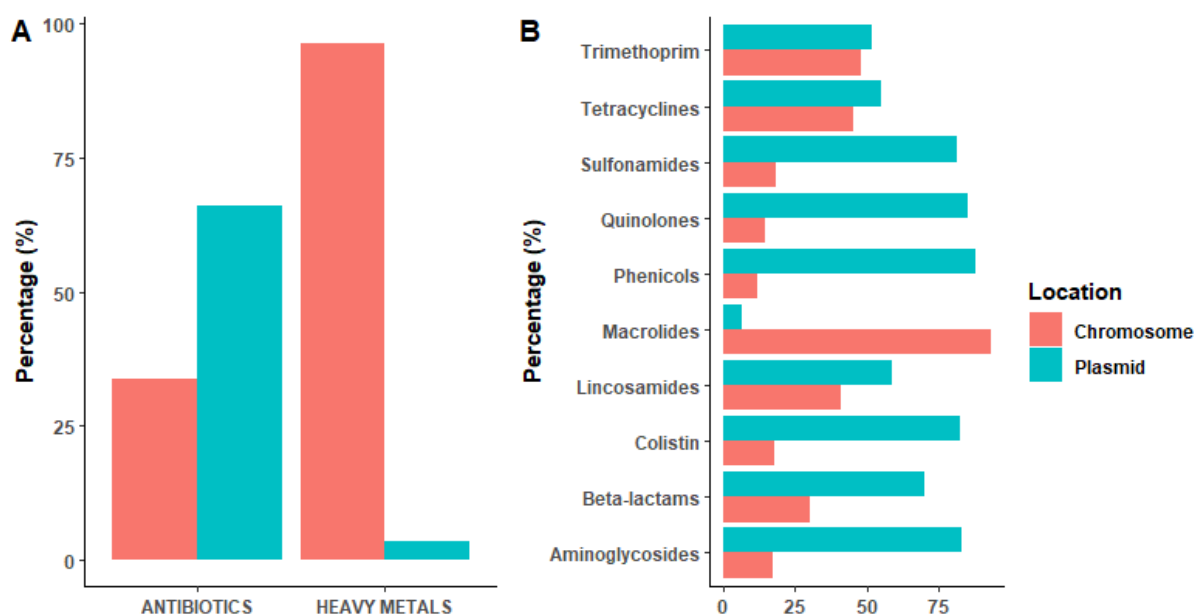 A
Percentage (%)
100
75
50
25
0
ANTIBIOTICS
HEAVY METALS
B
Percentage (%)
Trimethoprim
Tetracyclines
Sulfonamides
Quinolones
Phenicols
Macrolides
Lincosamides
Colistin
Beta-lactams
Aminoglycosides
0
25
50
75
Location
Chromosome
Plasmid